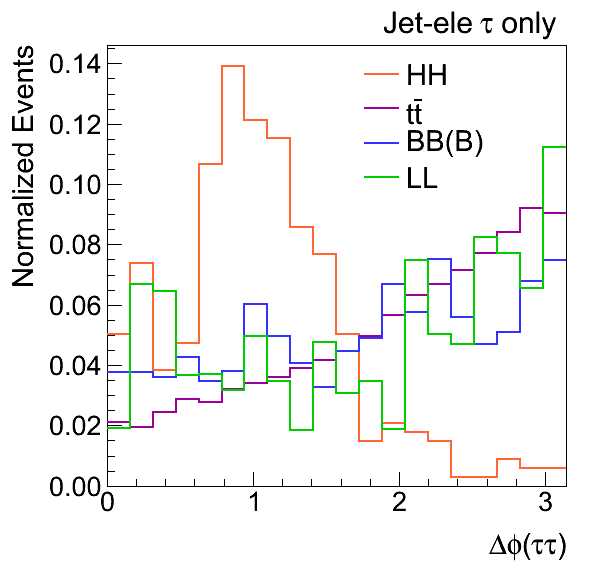 Jet-ele τ only
Normalized Events
0.14
0.12
0.10
0.08
0.06
0.04
0.02
0.00
HH
tt̄
BB(B)
LL
0 1 2 3
Δϕ(ττ)